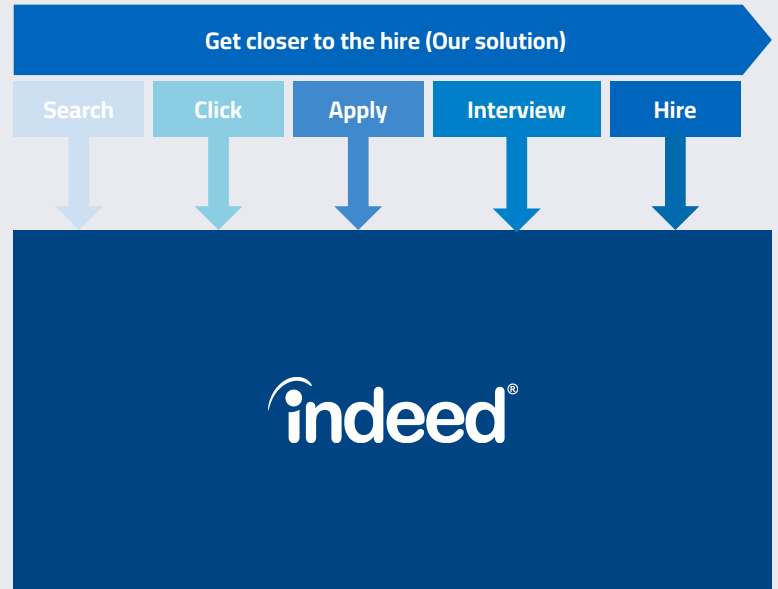 Get closer to the hire (Our solution)
Search Click Apply Interview Hire
indeed®